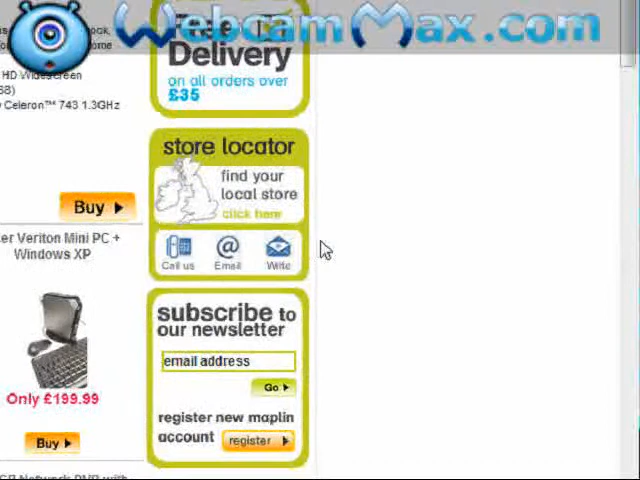 WebcamMax.com
Free
Delivery
on all orders over
£35
HD Widescreen
Celeron™ 743 1.3GHz
store locator
find your
local store
click here
Buy
Call us
Email
Write
er Veriton Mini PC +
Windows XP
subscribe to
our newsletter
email address
Go
Only £199.99
register new maplin
account
register
Buy